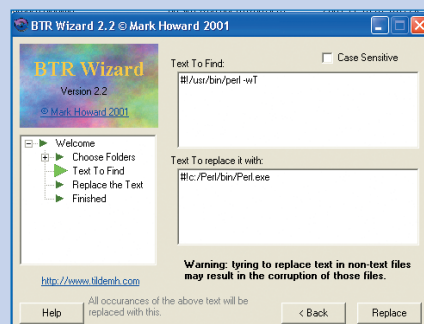 BTR Wizard 2.2 © Mark Howard 2001
BTR Wizard
Version 2.2
© Mark Howard 2001
Welcome
Choose Folders
Text To Find
Replace the Text
Finished
http://www.tildemh.com
Text To Find:
Case Sensitive
#!/usr/bin/perl -wT
Text To replace it with:
#!c:/Perl/bin/Perl.exe
Warning: tyring to replace text in non-text files
may result in the corruption of those files.
All occurances of the above text will be
replaced with this.
Help
< Back
Replace